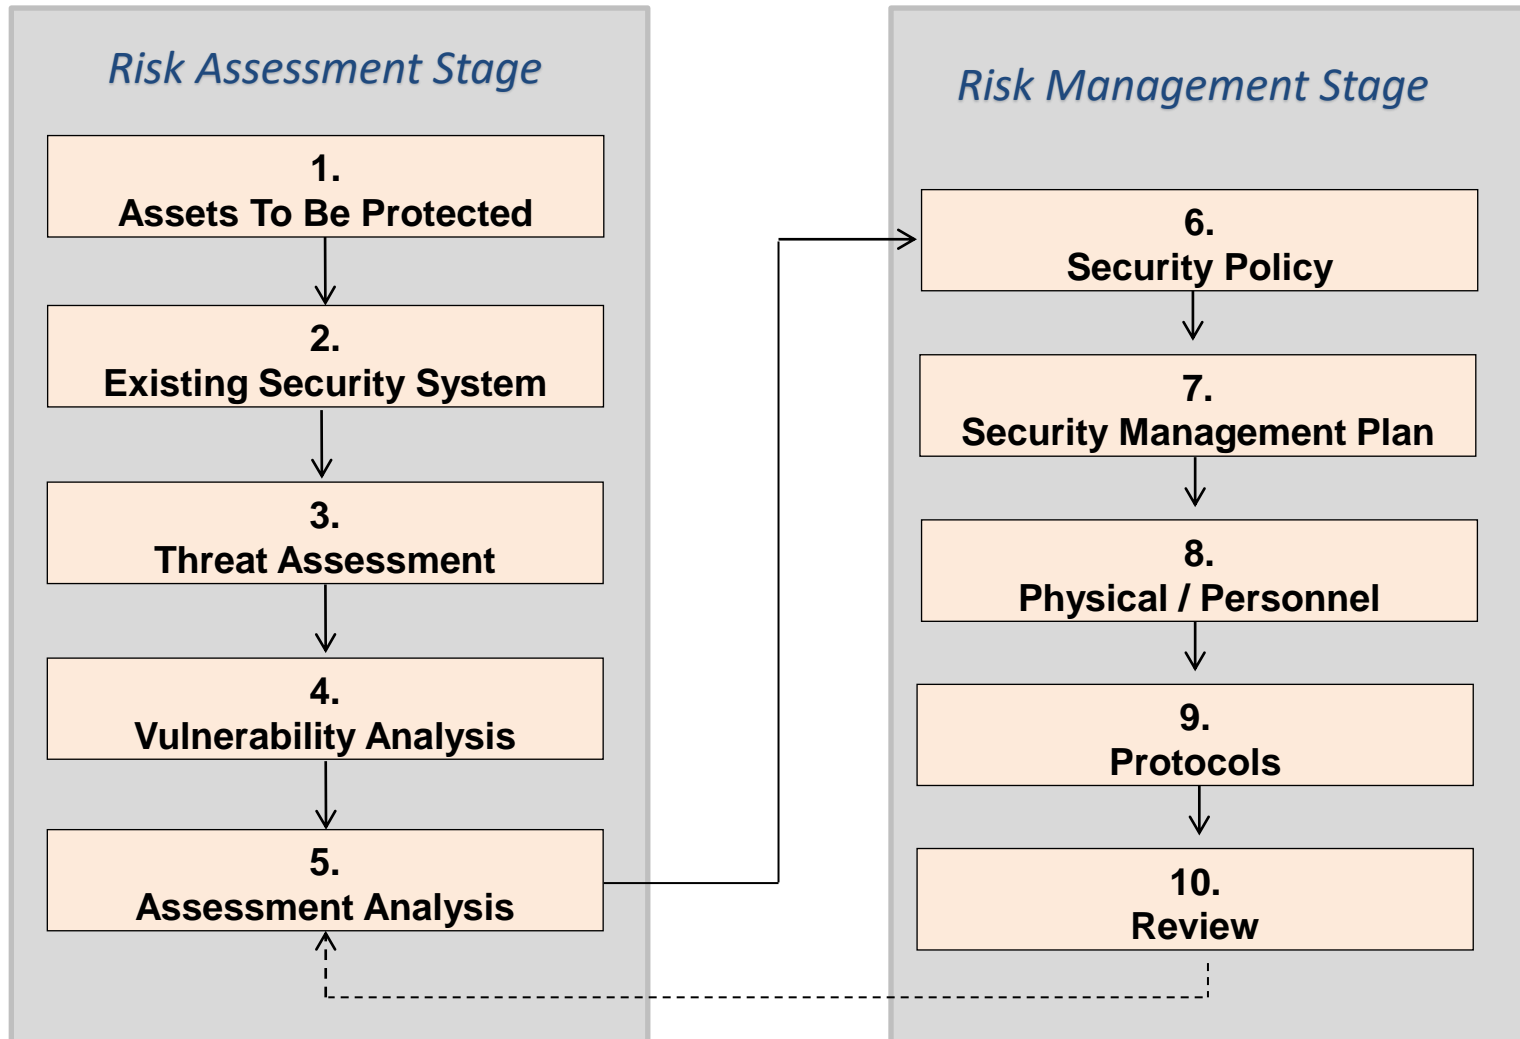 Risk Assessment Stage
1.
Assets To Be Protected
2.
Existing Security System
3.
Threat Assessment
4.
Vulnerability Analysis
5.
Assessment Analysis
Risk Management Stage
6.
Security Policy
7.
Security Management Plan
8.
Physical / Personnel
9.
Protocols
10.
Review